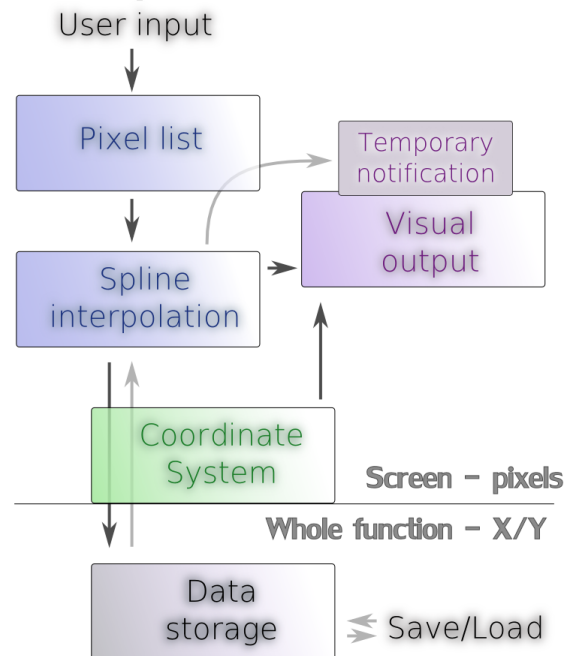 User input
Pixel list
Temporary
notification
Visual
output
Spline
interpolation
Coordinate
System
Screen - pixels
Whole function - X/Y
Data
storage
Save/Load